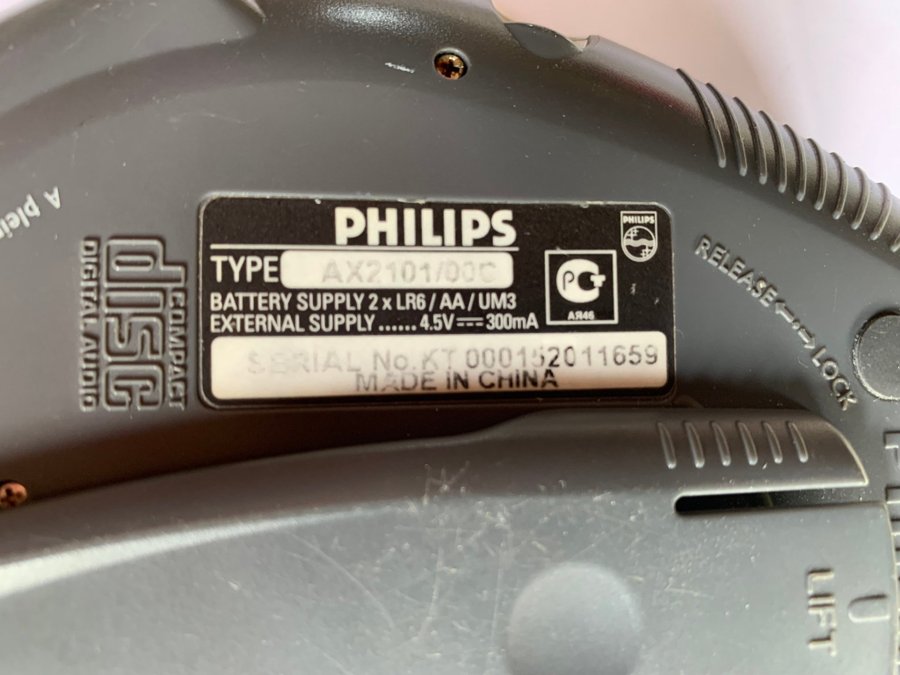 PHILIPS
PHILIPS
TYPE AX2101/00C
BATTERY SUPPLY 2 x LR6 / AA / UM3
EXTERNAL SUPPLY ...... 4.5V 300mA
SERIAL No.KT 000152011659
MADE IN CHINA
PC
АЯ46
COMPACT
disc
DIGITAL AUDIO
RELEASE ←→ LOCK
LIFT
A